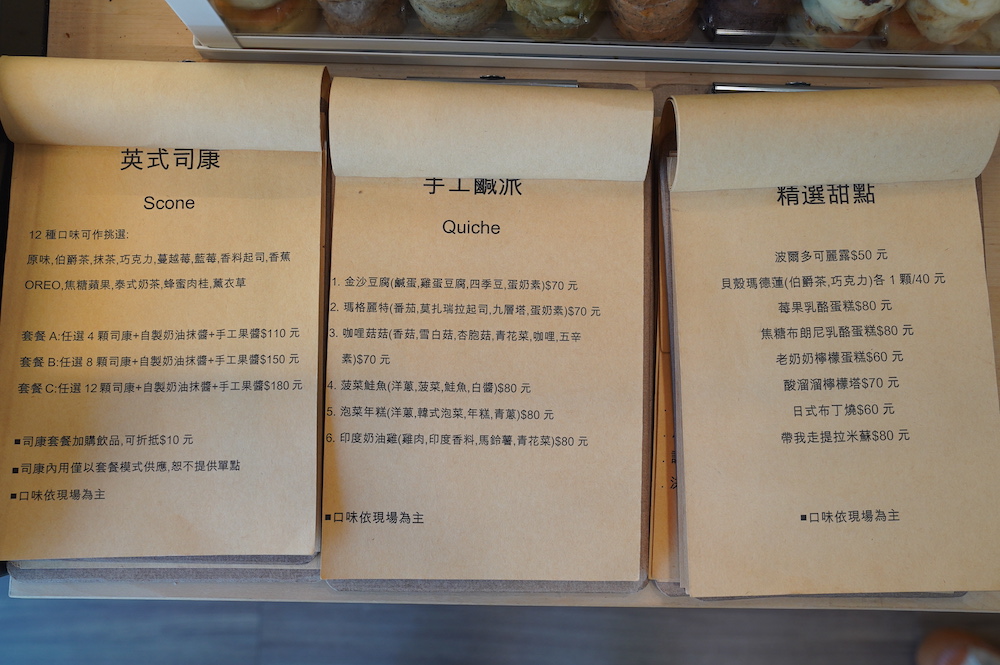 英式司康
Scone
12 種口味可作挑選:
原味,伯爵茶,抹茶,巧克力,蔓越莓,藍莓,香料起司,香蕉
OREO,焦糖蘋果,泰式奶茶,蜂蜜肉桂,薰衣草
套餐 A:任選 4 顆司康+自製奶油抹醬+手工果醬$110 元
套餐 B:任選 8 顆司康+自製奶油抹醬+手工果醬$150 元
套餐 C:任選 12 顆司康+自製奶油抹醬+手工果醬$180 元
■司康套餐加購飲品,可折抵$10 元
■司康內用僅以套餐模式供應,恕不提供單點
■口味依現場為主
手工鹹派
Quiche
1. 金沙豆腐(鹹蛋,雞蛋豆腐,四季豆,蛋奶素)$70 元
2. 瑪格麗特(番茄,莫扎瑞拉起司,九層塔,蛋奶素)$70 元
3. 咖哩菇菇(香菇,雪白菇,杏胞菇,青花菜,咖哩,五辛
素)$70 元
4. 菠菜鮭魚(洋蔥,菠菜,鮭魚,白醬)$80 元
5. 泡菜年糕(洋蔥,韓式泡菜,年糕,青蔥)$80 元
6. 印度奶油雞(雞肉,印度香料,馬鈴薯,青花菜)$80 元
■口味依現場為主
精選甜點
波爾多可麗露$50 元
貝殼瑪德蓮(伯爵茶,巧克力)各 1 顆/40 元
莓果乳酪蛋糕$80 元
焦糖布朗尼乳酪蛋糕$80 元
老奶奶檸檬蛋糕$60 元
酸溜溜檸檬塔$70 元
日式布丁燒$60 元
帶我走提拉米蘇$80 元
■口味依現場為主